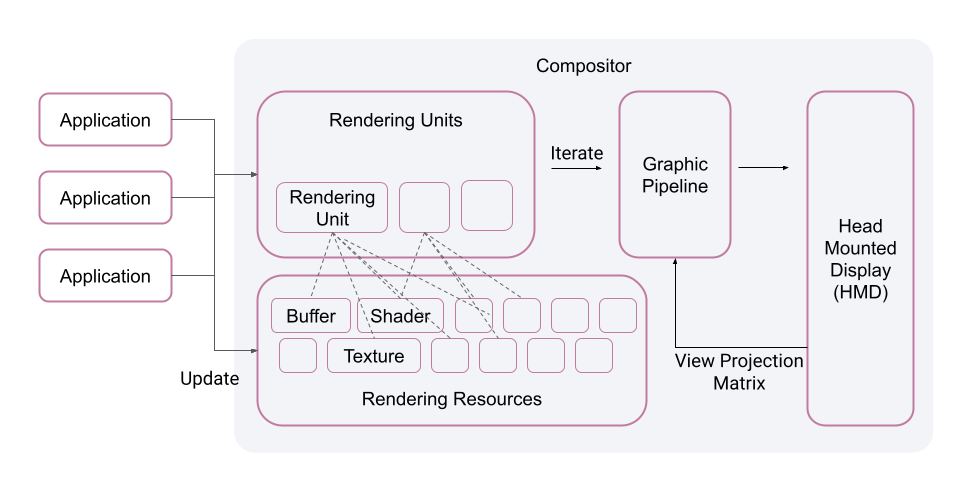 Compositor
Application
Application
Application
Update
Rendering Units
Rendering
Unit
Buffer
Shader
Texture
Rendering Resources
Iterate
Graphic
Pipeline
View Projection
Matrix
Head
Mounted
Display
(HMD)